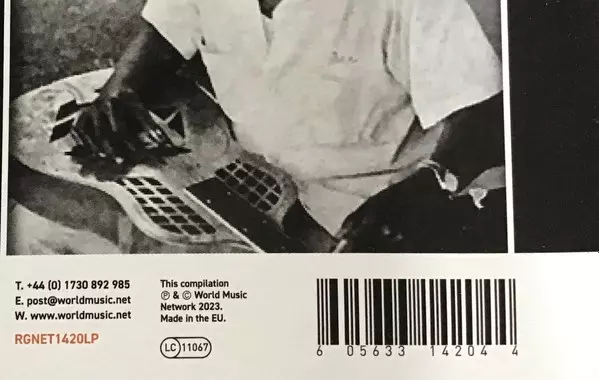 T. +44 (0) 1730 892 985
E. post@worldmusic.net
W. www.worldmusic.net
RGNET1420LP
This compilation
℗ & © World Music
Network 2023.
Made in the EU.
LC 11067
6 05633 14204 4